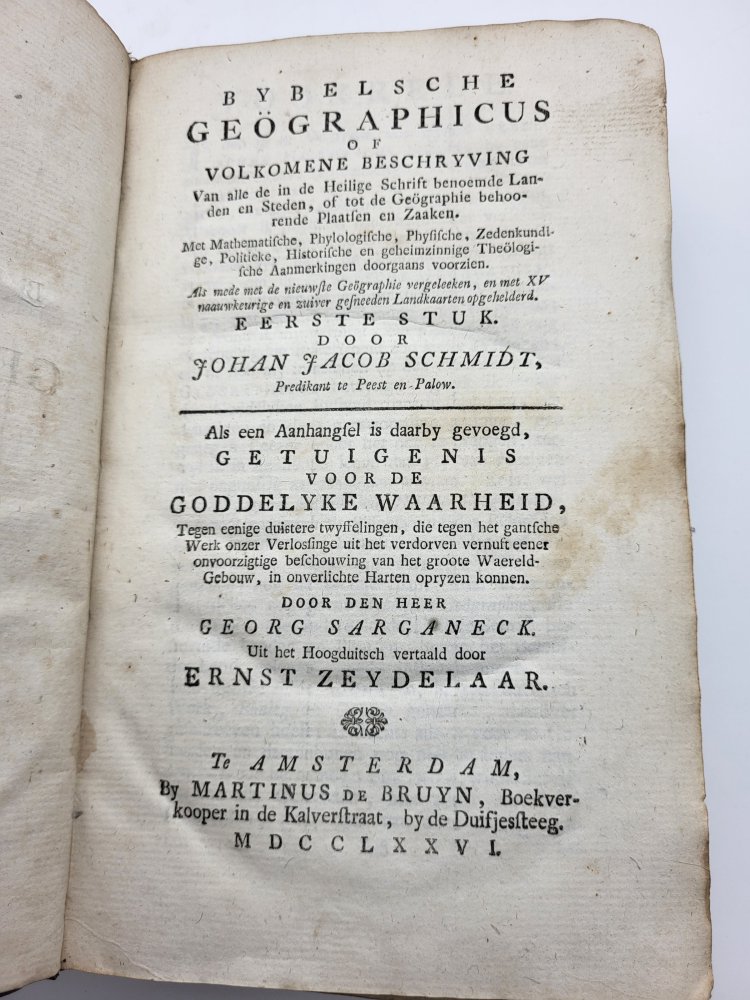 BYBELSCHE
GEÖGRAPHICUS
OF
VOLKOMENE BESCHRYVING
Van alle de in de Heilige Schrift benoemde Lan-
den en Steden, of tot de Geögraphie behoo-
rende Plaatſen en Zaaken.
Met Mathematiſche, Phylologiſche, Phyſiſche, Zedenkundi-
ge, Politieke, Hiſtoriſche en geheimzinnige Theölogi-
ſche Aanmerkingen doorgaans voorzien.
Als mede met de nieuwſte Geögraphie vergeleeken, en met XV
naauwkeurige en zuiver geſneeden Landkaarten opgehelderd.
EERSTE STUK.
DOOR
JOHAN JACOB SCHMIDT,
Predikant te Peest en Palow.
Als een Aanhangſel is daarby gevoegd,
GETUIGENIS
VOOR DE
GODDELYKE WAARHEID,
Tegen eenige duistere twyffelingen, die tegen het gantſche
Werk onzer Verlosſinge uit het verdorven vernuft eener
onvoorzigtige beſchouwing van het groote Waereld-
Gebouw, in onverlichte Harten opryzen konnen.
DOOR DEN HEER
GEORG SARGANECK.
Uit het Hoogduitsch vertaald door
ERNST ZEYDELAAR.
Te AMSTERDAM,
By MARTINUS DE BRUYN, Boekver-
kooper in de Kalverſtraat, by de Duifjesſteeg.
MDCCLXXVI.